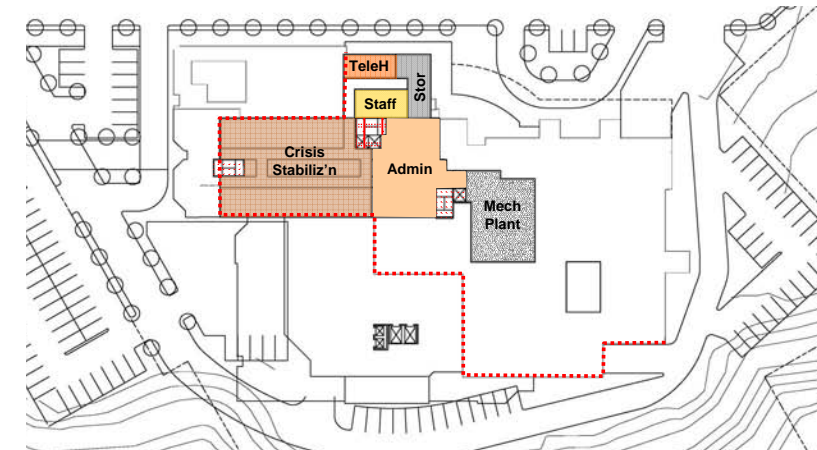 TeleH
Stor
Staff
Crisis
Stabiliz'n
Admin
Mech
Plant